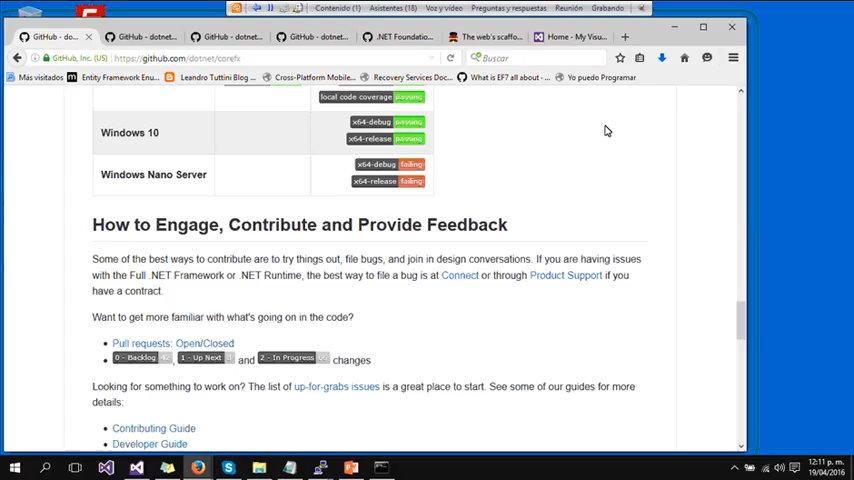 Contenido (1)
Asistentes (18)
Voz y vídeo
Preguntas y respuestas
Reunión
Grabando
GitHub - do...
GitHub - dotnet...
GitHub - dotnet...
GitHub - dotnet...
.NET Foundatio...
The web's scaffo...
Home - My Visu...
GitHub, Inc. (US)
https://github.com/dotnet/corefx
Buscar
Más visitados
Entity Framework Enu...
Leandro Tuttini Blog ...
Cross-Platform Mobile...
Recovery Services Doc...
What is EF7 all about - ...
Yo puedo Programar
local code coverage passing
Windows 10
x64-debug passing
x64-release passing
Windows Nano Server
x64-debug failing
x64-release failing
How to Engage, Contribute and Provide Feedback
Some of the best ways to contribute are to try things out, file bugs, and join in design conversations. If you are having issues
with the Full .NET Framework or .NET Runtime, the best way to file a bug is at Connect or through Product Support if you
have a contract.
Want to get more familiar with what's going on in the code?
Pull requests: Open/Closed
0 - Backlog , 1 - Up Next and 2 - In Progress changes
Looking for something to work on? The list of up-for-grabs issues is a great place to start. See some of our guides for more
details:
Contributing Guide
Developer Guide
12:11 p. m.
19/04/2016